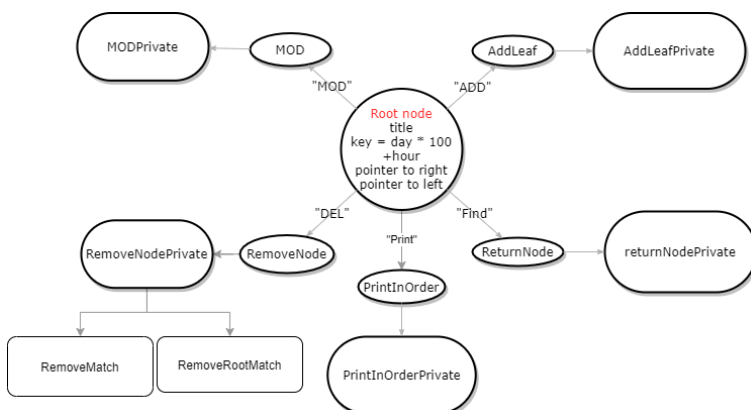 MODPrivate
MOD
AddLeaf
AddLeafPrivate
"MOD"
"ADD"
Root node
title
key = day * 100
+hour
pointer to right
pointer to left
"DEL"
"Print"
"Find"
RemoveNodePrivate
RemoveNode
ReturnNode
returnNodePrivate
PrintInOrder
RemoveMatch
RemoveRootMatch
PrintInOrderPrivate